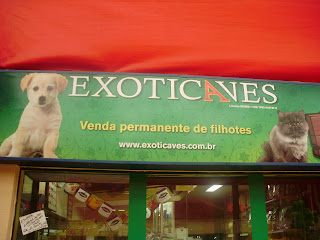 EXOTICAVES
Venda permanente de filhotes
www.exoticaves.com.br